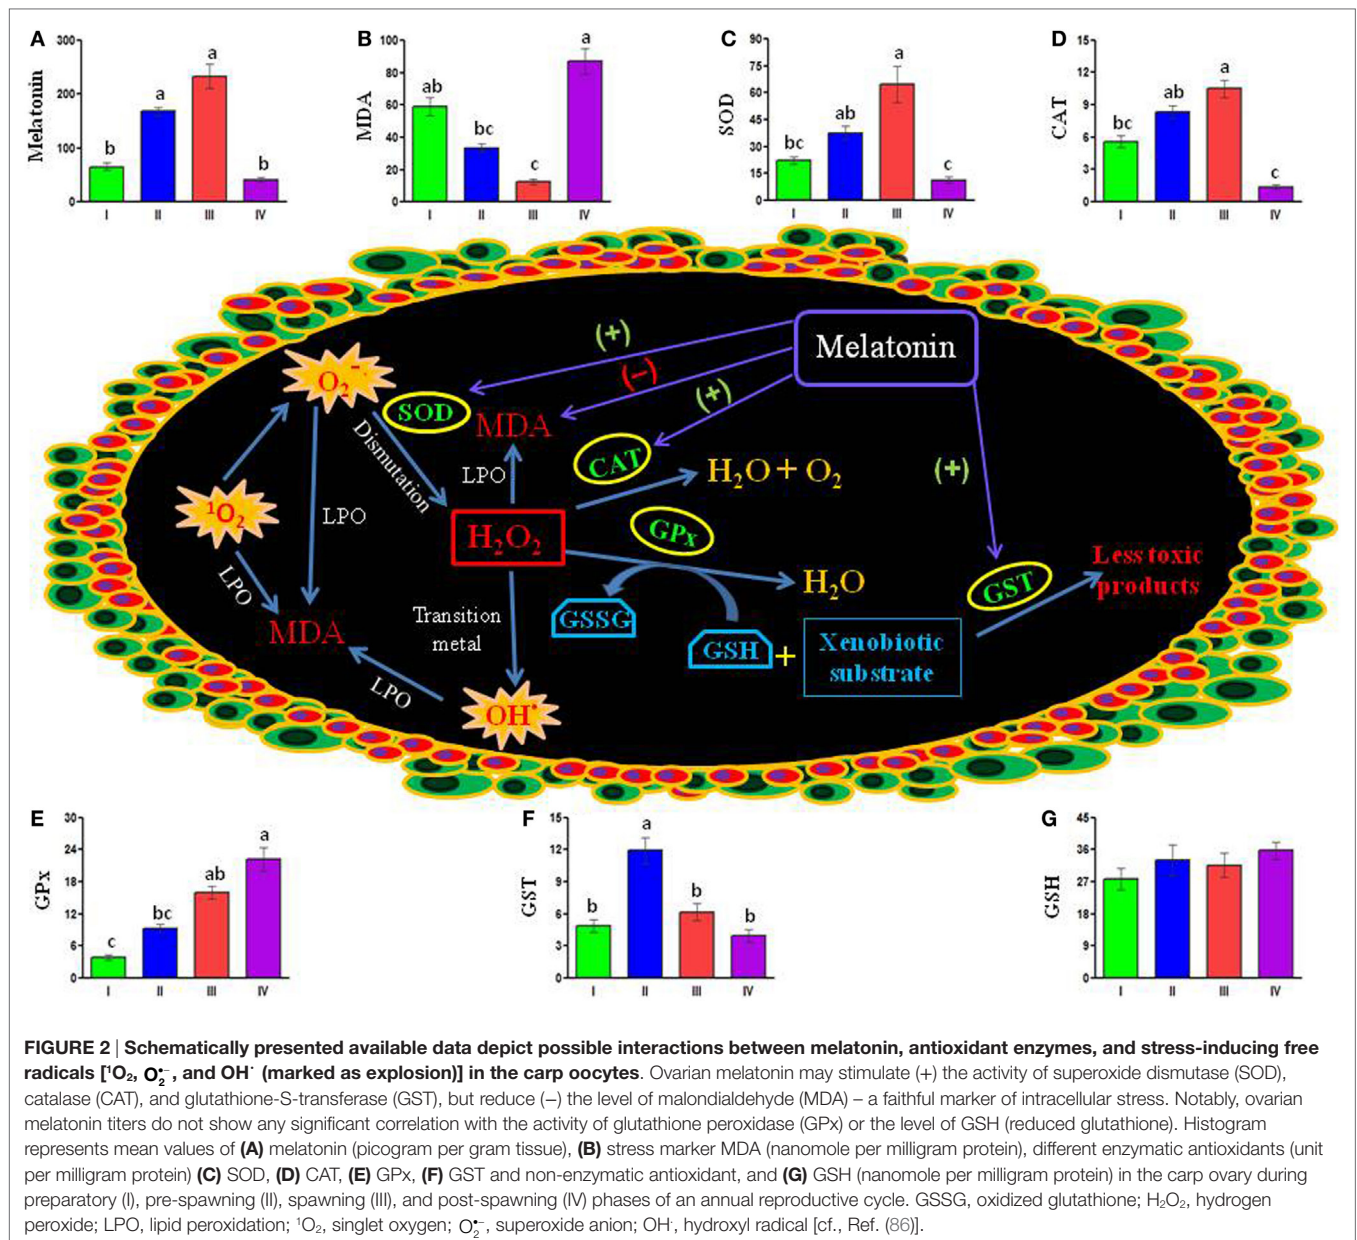 A
B
C
D
300
200
100
0
Melatonin
b
a
a
b
I
II
III
IV
100
80
60
40
20
0
MDA
ab
bc
c
a
I
II
III
IV
90
75
60
45
30
15
0
SOD
bc
ab
a
c
I
II
III
IV
15
12
9
6
3
0
CAT
bc
ab
a
c
I
II
III
IV
Melatonin
(+)
(−)
(+)
(+)
O₂⁻·
SOD
MDA
CAT
Dismutation
LPO
H₂O + O₂
¹O₂
LPO
H₂O₂
GPx
LPO
H₂O
GST
Less toxic
products
MDA
Transition
metal
GSSG
GSH
+
Xenobiotic
substrate
LPO
OH·
E
F
G
30
24
18
12
6
0
GPx
c
bc
ab
a
I
II
III
IV
15
12
9
6
3
0
GST
b
a
b
b
I
II
III
IV
45
36
27
18
9
0
GSH
I
II
III
IV
FIGURE 2 | Schematically presented available data depict possible interactions between melatonin, antioxidant enzymes, and stress-inducing free
radicals [¹O₂, O₂•−, and OH· (marked as explosion)] in the carp oocytes. Ovarian melatonin may stimulate (+) the activity of superoxide dismutase (SOD),
catalase (CAT), and glutathione-S-transferase (GST), but reduce (−) the level of malondialdehyde (MDA) – a faithful marker of intracellular stress. Notably, ovarian
melatonin titers do not show any significant correlation with the activity of glutathione peroxidase (GPx) or the level of GSH (reduced glutathione). Histogram
represents mean values of (A) melatonin (picogram per gram tissue), (B) stress marker MDA (nanomole per milligram protein), different enzymatic antioxidants (unit
per milligram protein) (C) SOD, (D) CAT, (E) GPx, (F) GST and non-enzymatic antioxidant, and (G) GSH (nanomole per milligram protein) in the carp ovary during
preparatory (I), pre-spawning (II), spawning (III), and post-spawning (IV) phases of an annual reproductive cycle. GSSG, oxidized glutathione; H₂O₂, hydrogen
peroxide; LPO, lipid peroxidation; ¹O₂, singlet oxygen; O₂•−, superoxide anion; OH·, hydroxyl radical [cf., Ref. (86)].